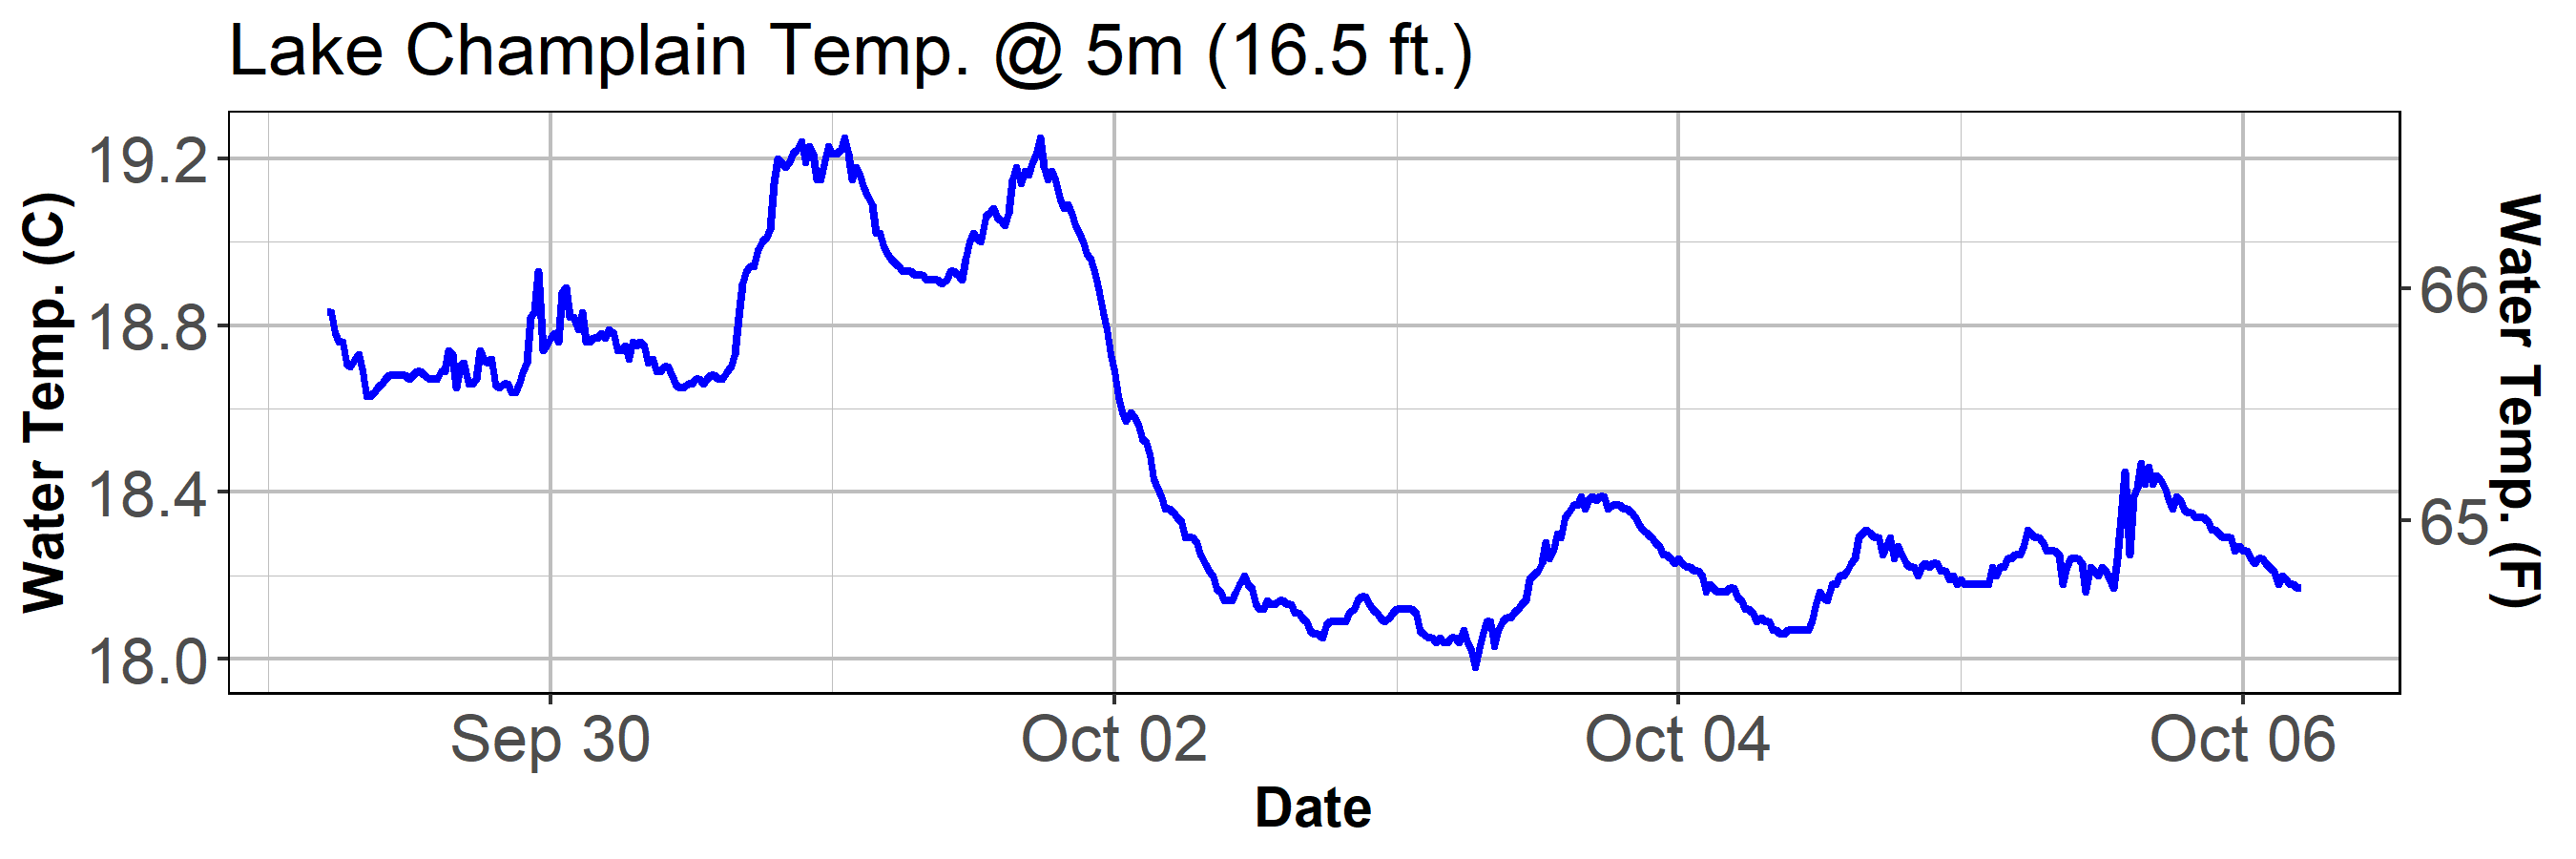 Lake Champlain Temp. @ 5m (16.5 ft.)
Water Temp. (C)
19.2
18.8
18.4
18.0
66
65
Water Temp. (F)
Sep 30
Oct 02
Oct 04
Oct 06
Date